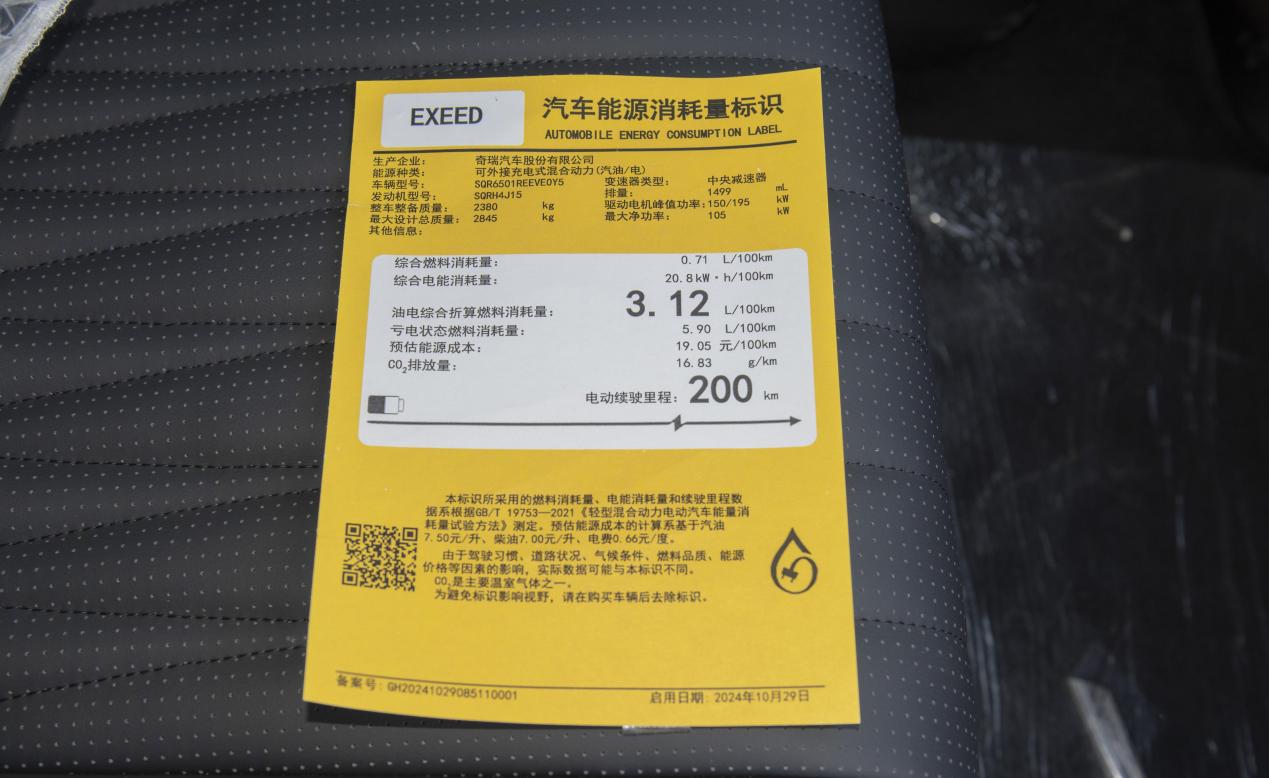 EXEED
汽车能源消耗量标识
AUTOMOBILE ENERGY CONSUMPTION LABEL
生产企业： 奇瑞汽车股份有限公司
能源种类： 可外接充电式混合动力(汽油/电)
车辆型号： SQR6501REEVE0Y5 变速器类型： 中央减速器
发动机型号： SQRH4J15 排量： 1499 mL
整车整备质量： 2380 kg 驱动电机峰值功率：150/195 kW
最大设计总质量： 2845 kg 最大净功率： 105 kW
其他信息：
综合燃料消耗量： 0.71 L/100km
综合电能消耗量： 20.8kW·h/100km
油电综合折算燃料消耗量： 3.12 L/100km
亏电状态燃料消耗量： 5.90 L/100km
预估能源成本： 19.05 元/100km
CO₂排放量： 16.83 g/km
电动续驶里程： 200 km
本标识所采用的燃料消耗量、电能消耗量和续驶里程数
据系根据GB/T 19753—2021《轻型混合动力电动汽车能量消
耗量试验方法》测定。预估能源成本的计算系基于汽油
7.50元/升、柴油7.00元/升、电费0.66元/度。
由于驾驶习惯、道路状况、气候条件、燃料品质、能源
价格等因素的影响，实际数据可能与本标识不同。
CO₂是主要温室气体之一。
为避免标识影响视野，请在购买车辆后去除标识。
备案号：QH20241029085110001 启用日期：2024年10月29日